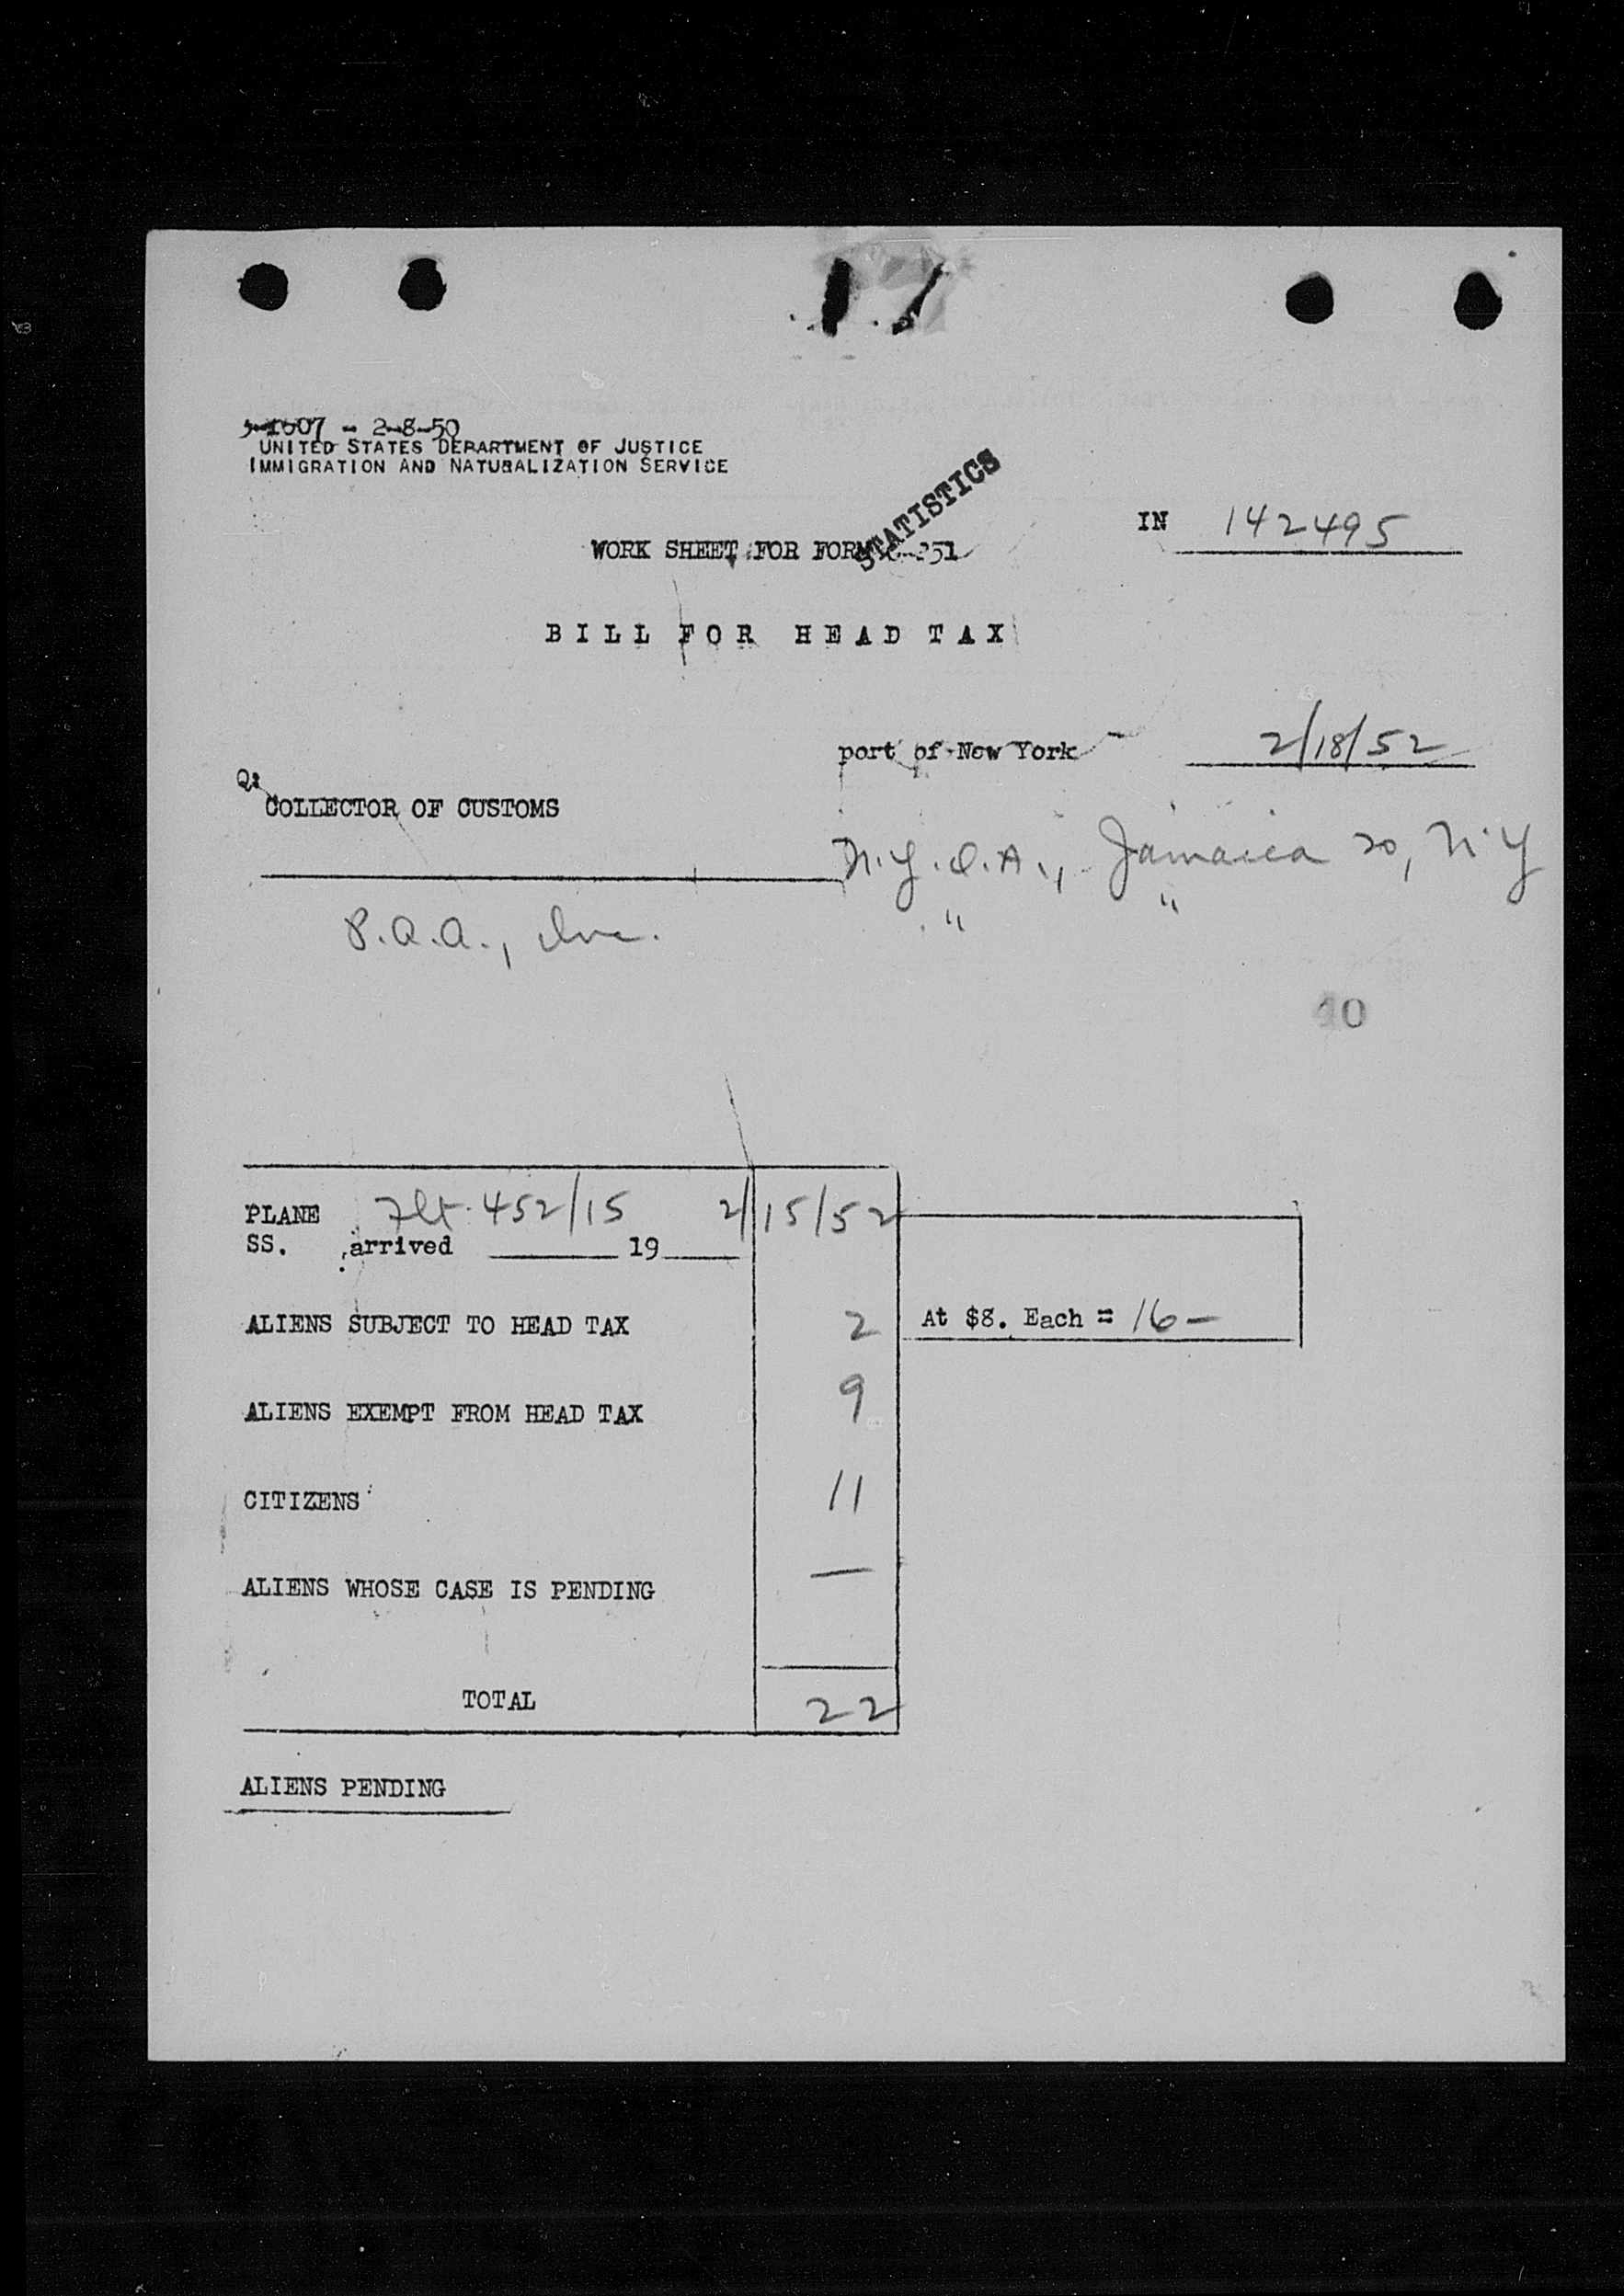 - 2-8-50
UNITED STATES DEPARTMENT OF JUSTICE
IMMIGRATION AND NATURALIZATION SERVICE
STATISTICS
IN 142495
WORK SHEET FOR FORM
BILL FOR HEAD TAX
port of New York 2/18/52
COLLECTOR OF CUSTOMS
N.Y.I.A., Jamaica 20, N.Y
P.A.A., Inc. " "
10
PLANE Flt. 452/15 2/15/52
SS. arrived 19
ALIENS SUBJECT TO HEAD TAX 2 At $8. Each = 16 -
ALIENS EXEMPT FROM HEAD TAX 9
CITIZENS 11
ALIENS WHOSE CASE IS PENDING —
TOTAL 22
ALIENS PENDING